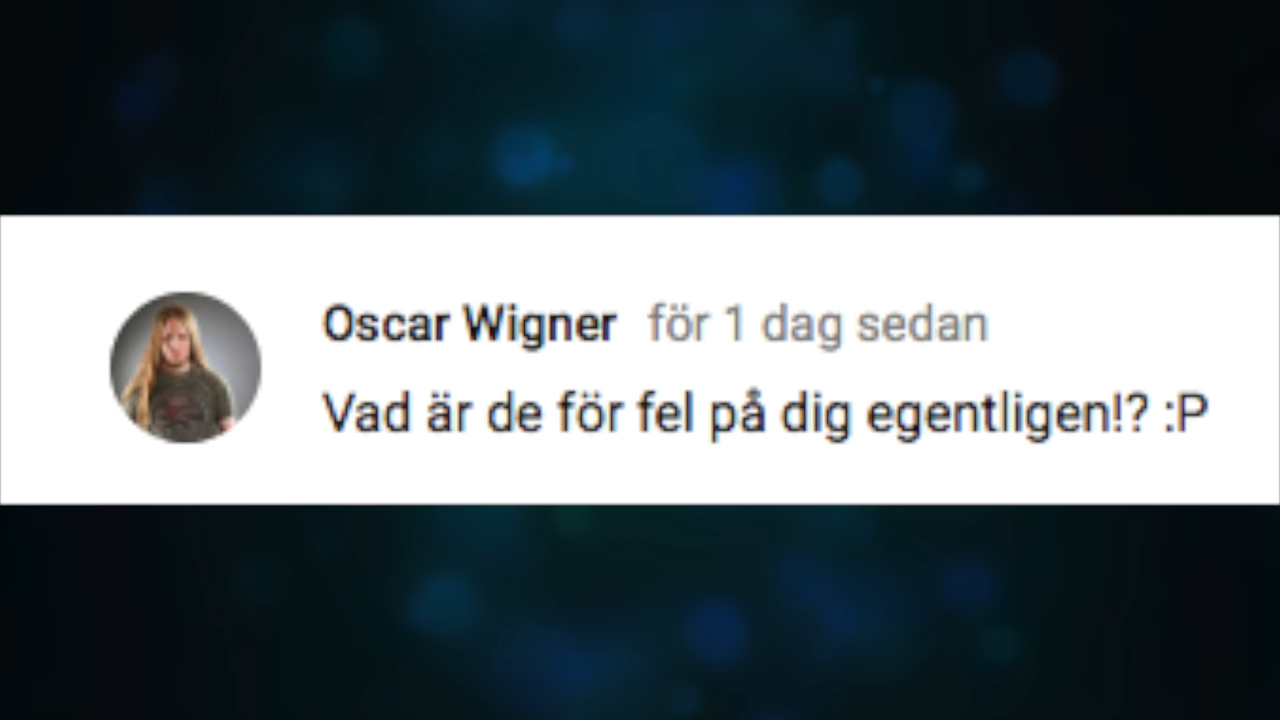 Oscar Wigner för 1 dag sedan
Vad är de för fel på dig egentligen!? :P